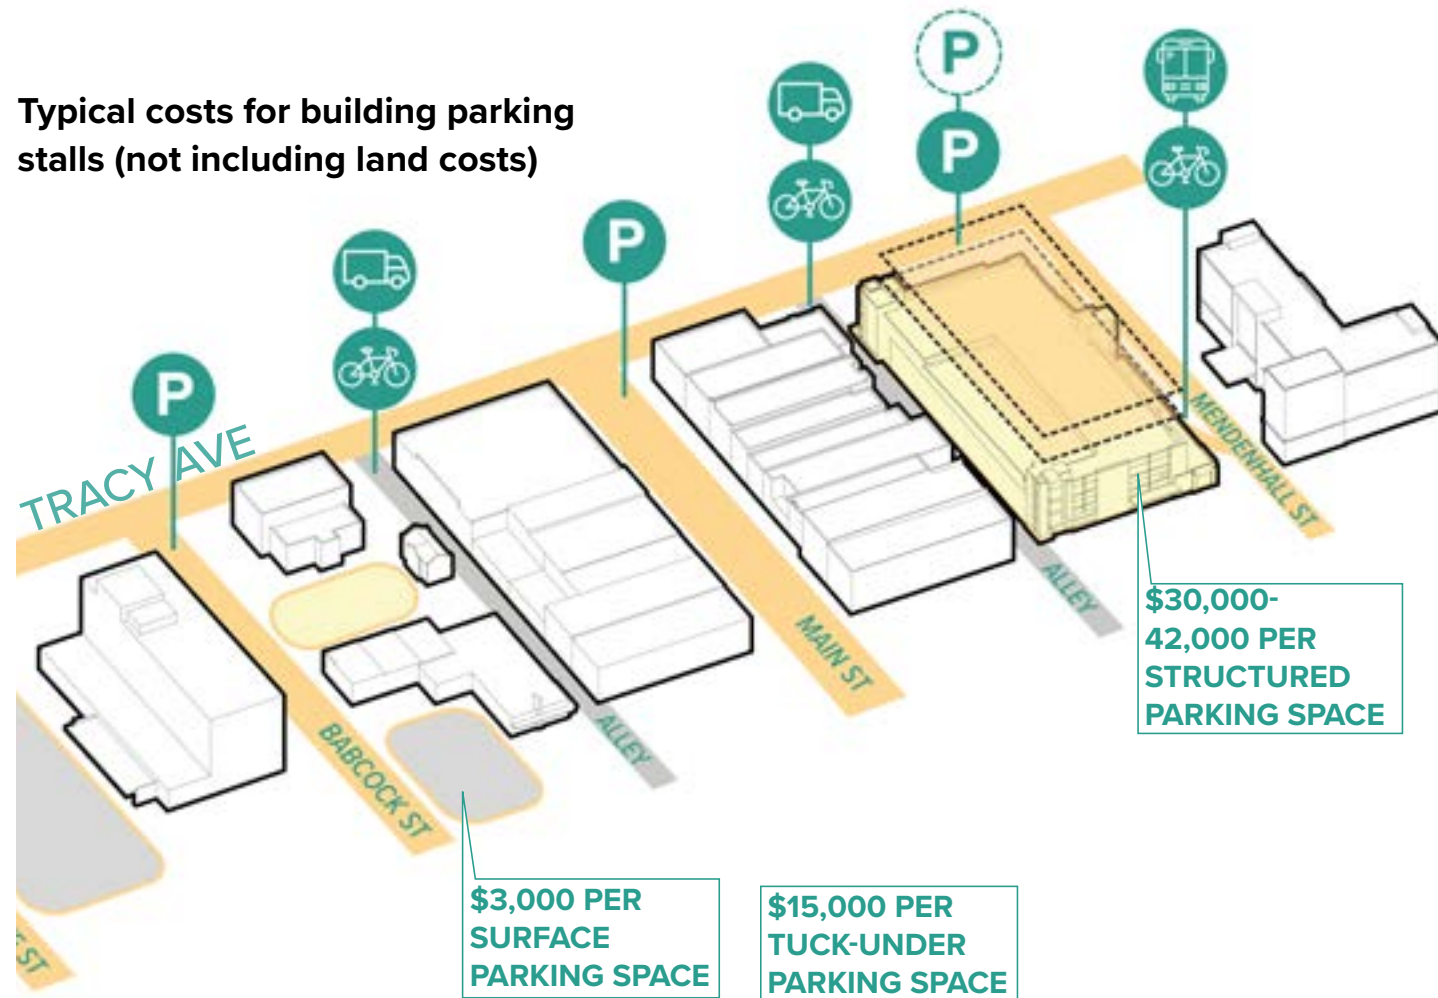 Typical costs for building parking
stalls (not including land costs)
P
P
P
P
TRACY AVE
MENDENHALL ST
ALLEY
MAIN ST
ALLEY
BABCOCK ST
ST
$30,000-
42,000 PER
STRUCTURED
PARKING SPACE
$3,000 PER
SURFACE
PARKING SPACE
$15,000 PER
TUCK-UNDER
PARKING SPACE